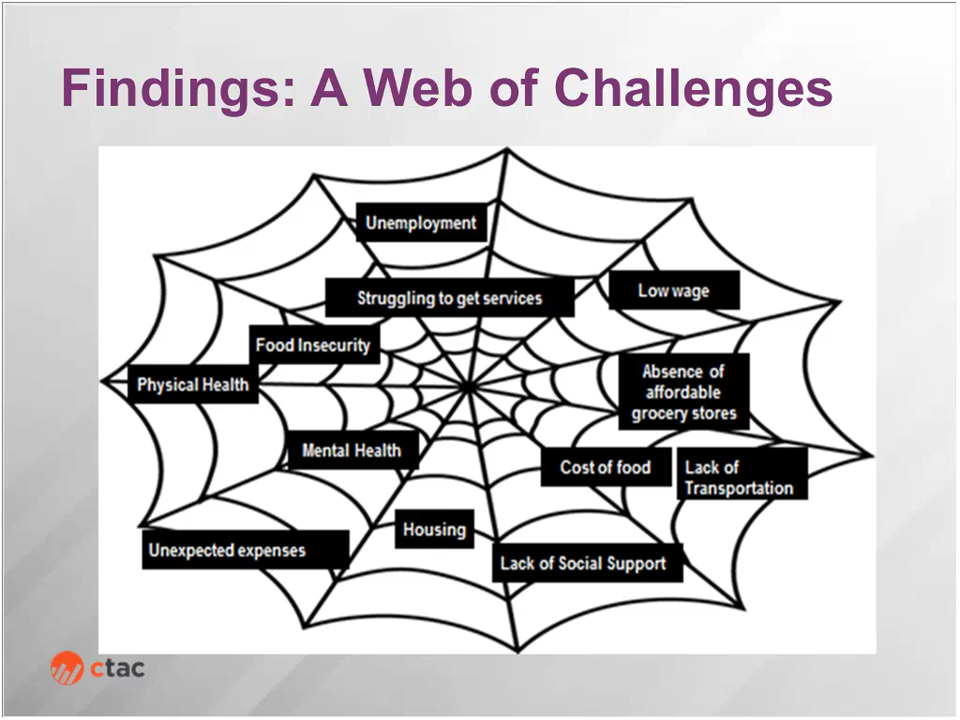 Findings: A Web of Challenges
Unemployment
Struggling to get services
Low wage
Food Insecurity
Absence of
affordable
grocery stores
Physical Health
Mental Health
Cost of food
Lack of
Transportation
Housing
Unexpected expenses
Lack of Social Support
ctac